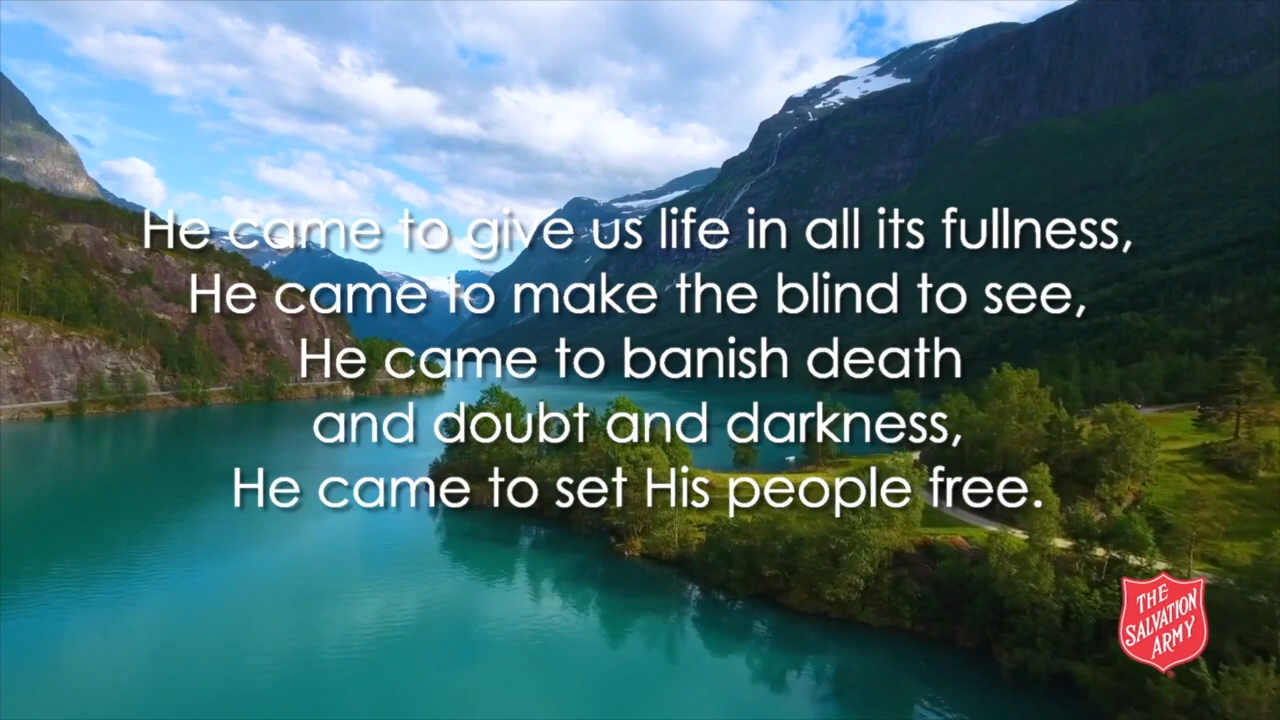 He came to give us life in all its fullness,
He came to make the blind to see,
He came to banish death
and doubt and darkness,
He came to set His people free.
THE
SALVATION
ARMY